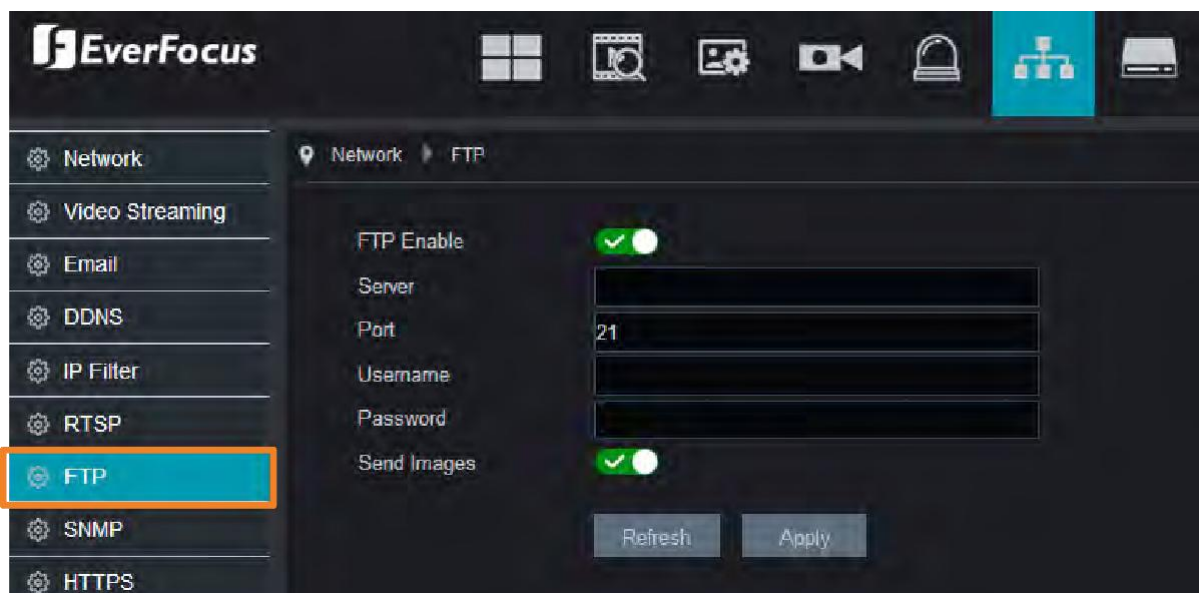 EverFocus
Network
Video Streaming
Email
DDNS
IP Filter
RTSP
FTP
SNMP
HTTPS
Network FTP
FTP Enable
Server
Port 21
Username
Password
Send Images
Refresh Apply